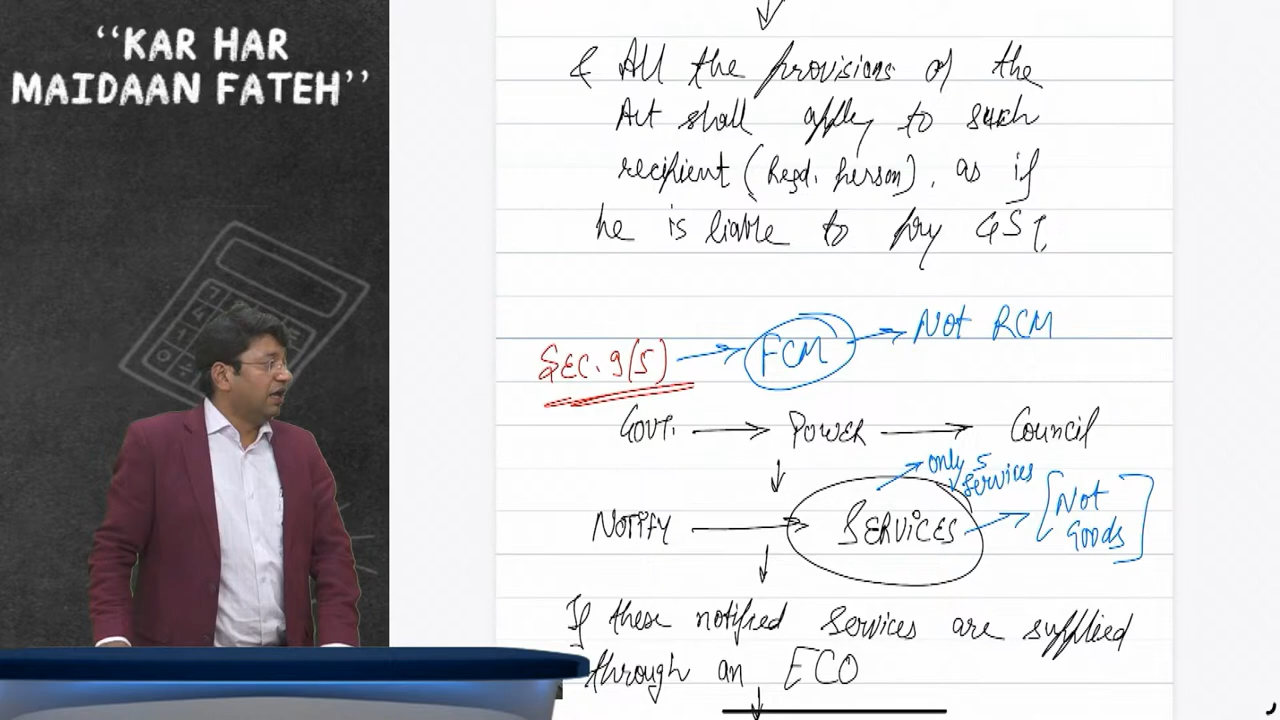 “KAR HAR
MAIDAAN FATEH”
& All the provisions of the
Act shall apply to such
recipient (Regd. person), as if
he is liable to pay GST.
SEC. 9(5) → FCM → Not RCM
GOVT. → POWER → Council
only 5
services
NOTIFY → SERVICES → [Not
Goods]
If these notified services are supplied
through an ECO